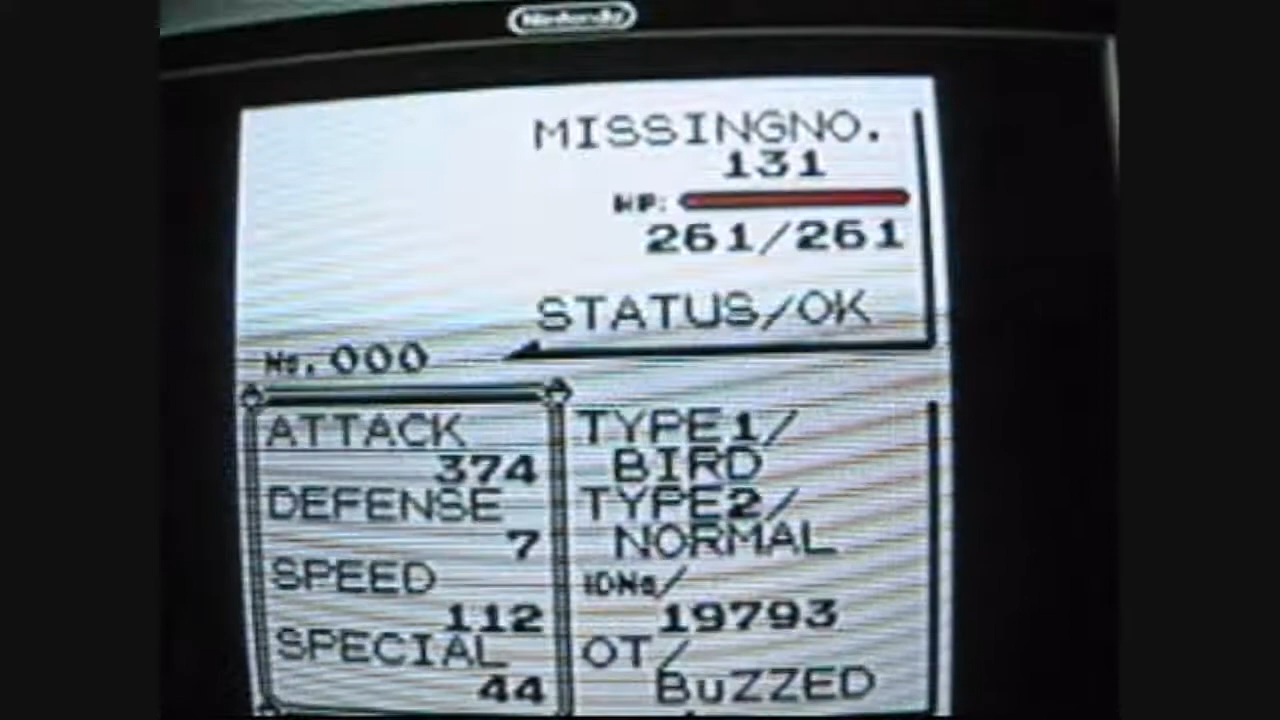 Nintendo
MISSINGNO.
131
HP:
261/261
STATUS/OK
No.000
ATTACK
374
DEFENSE
7
SPEED
112
SPECIAL
44
TYPE1/
BIRD
TYPE2/
NORMAL
IDNo/
19793
OT/
BuZZED